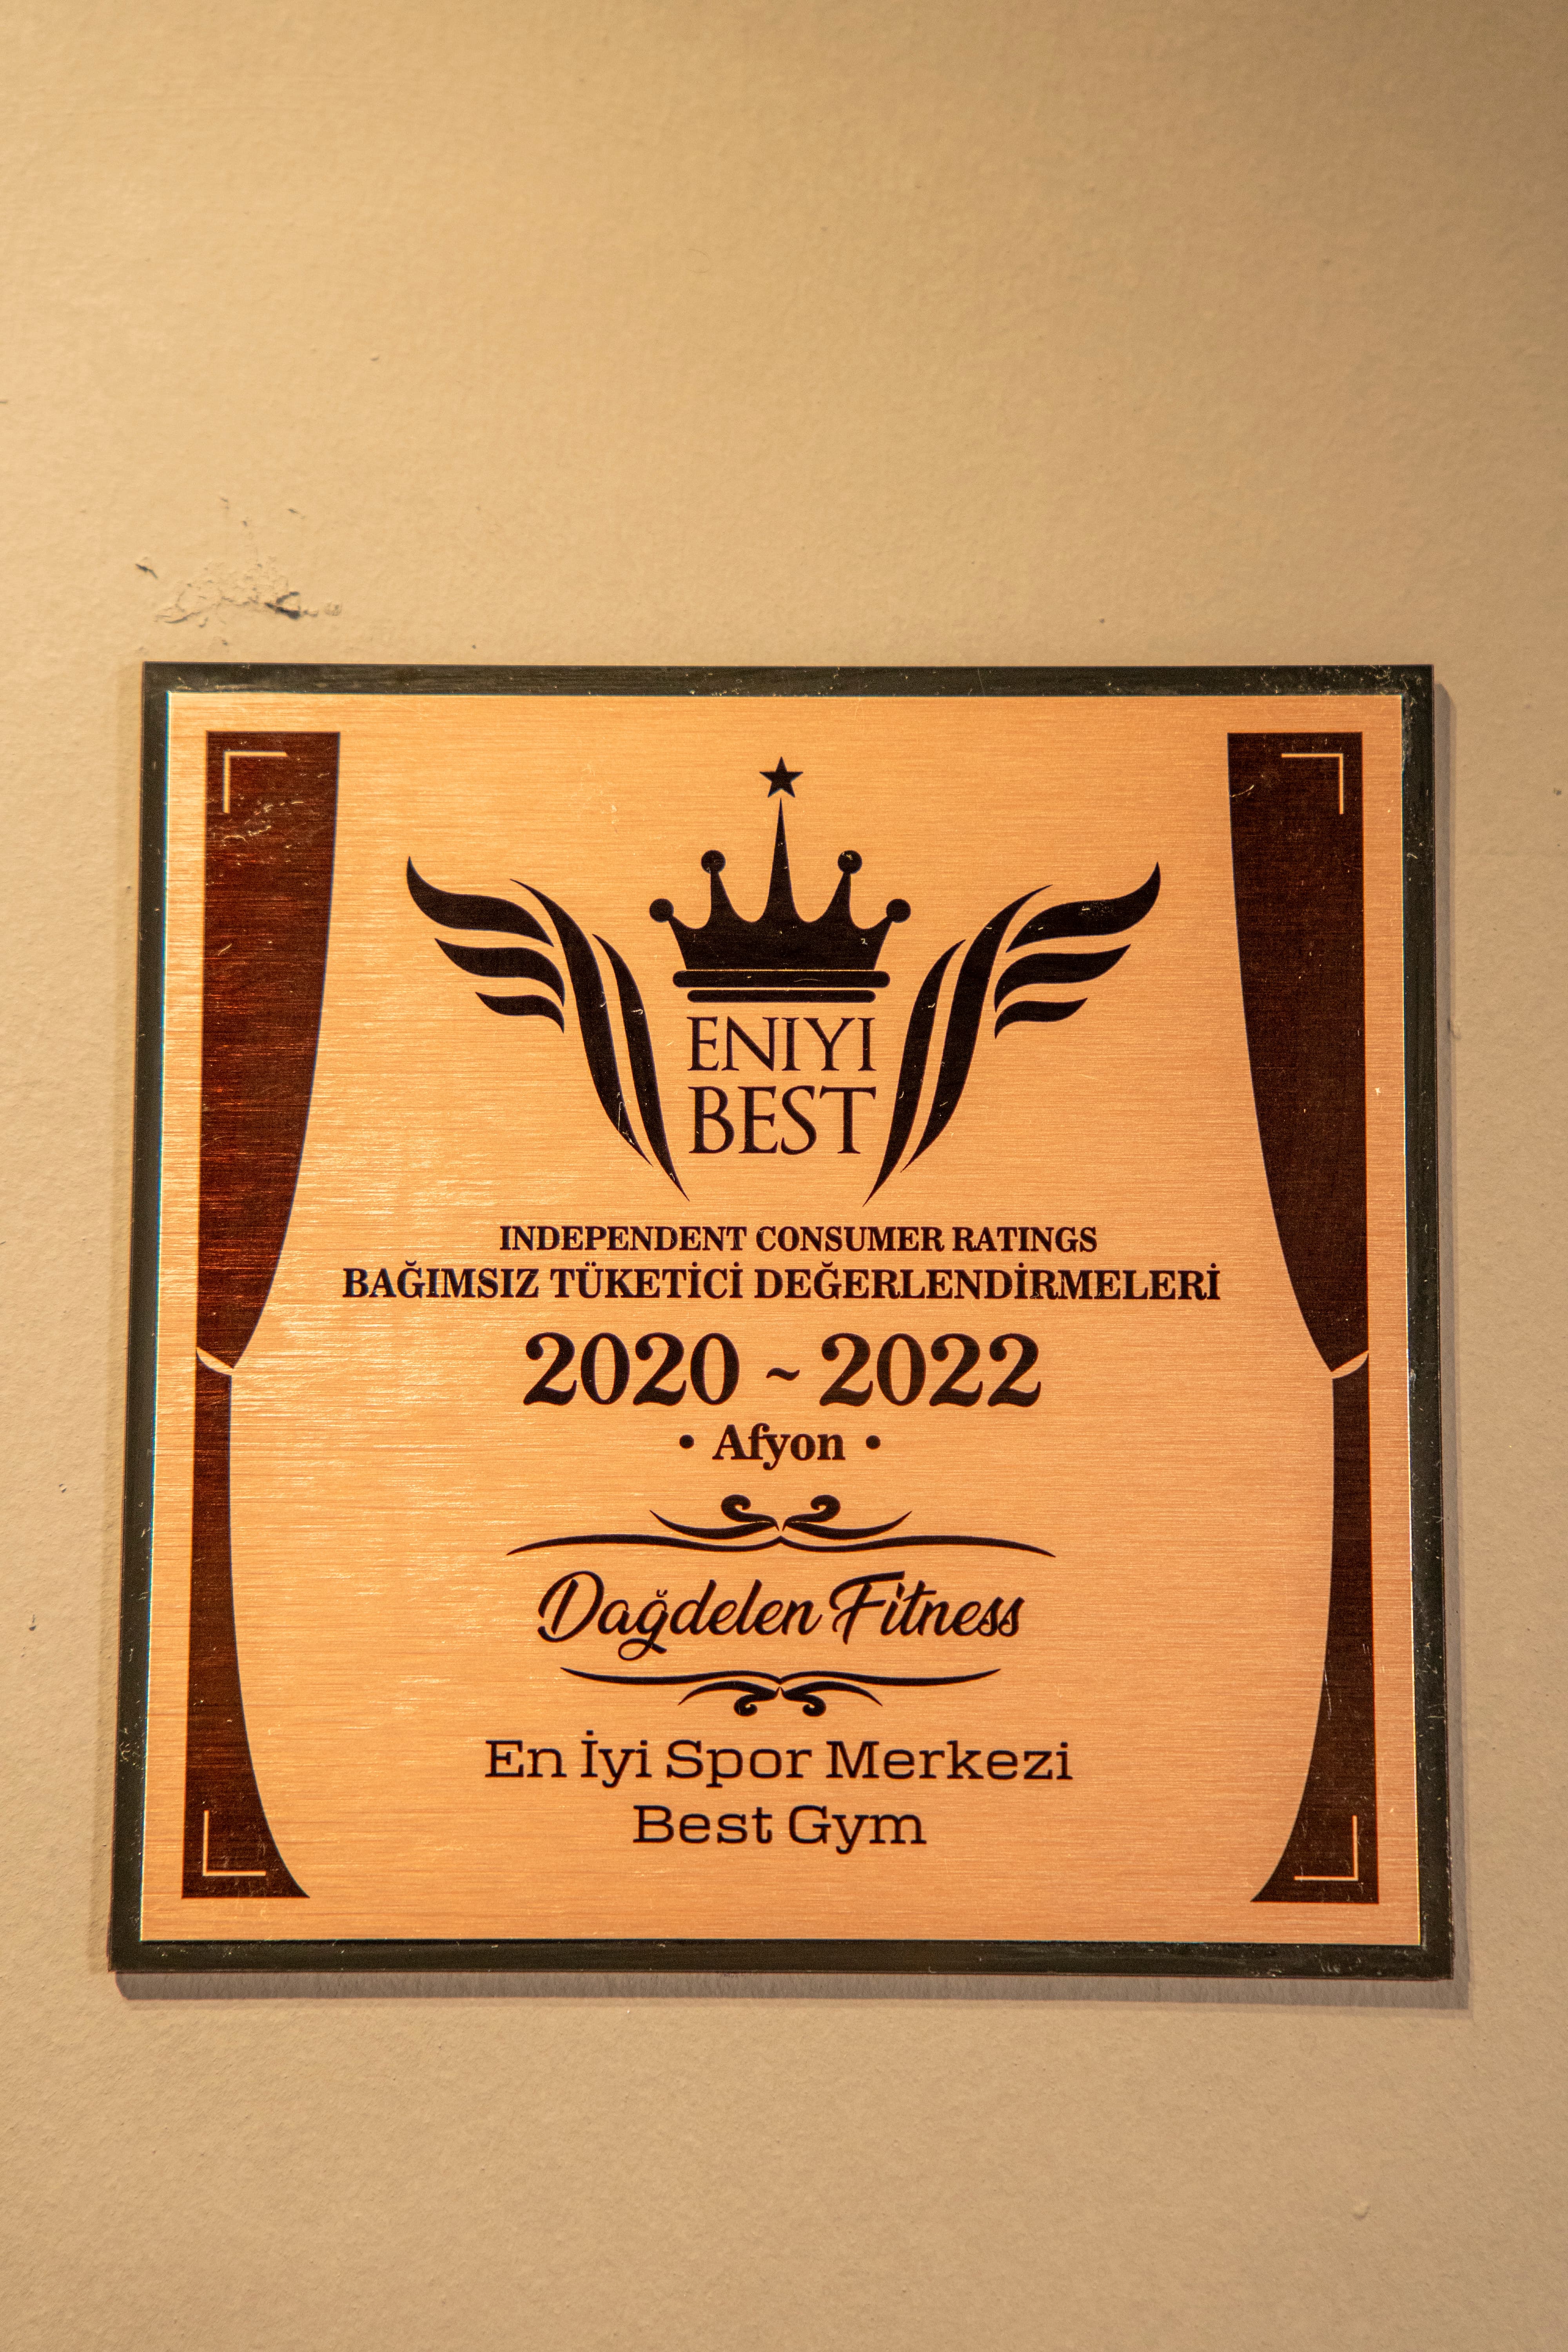 ENIYI
BEST
INDEPENDENT CONSUMER RATINGS
BAĞIMSIZ TÜKETİCİ DEĞERLENDİRMELERİ
2020 ~ 2022
• Afyon •
Dağdelen Fitness
En İyi Spor Merkezi
Best Gym